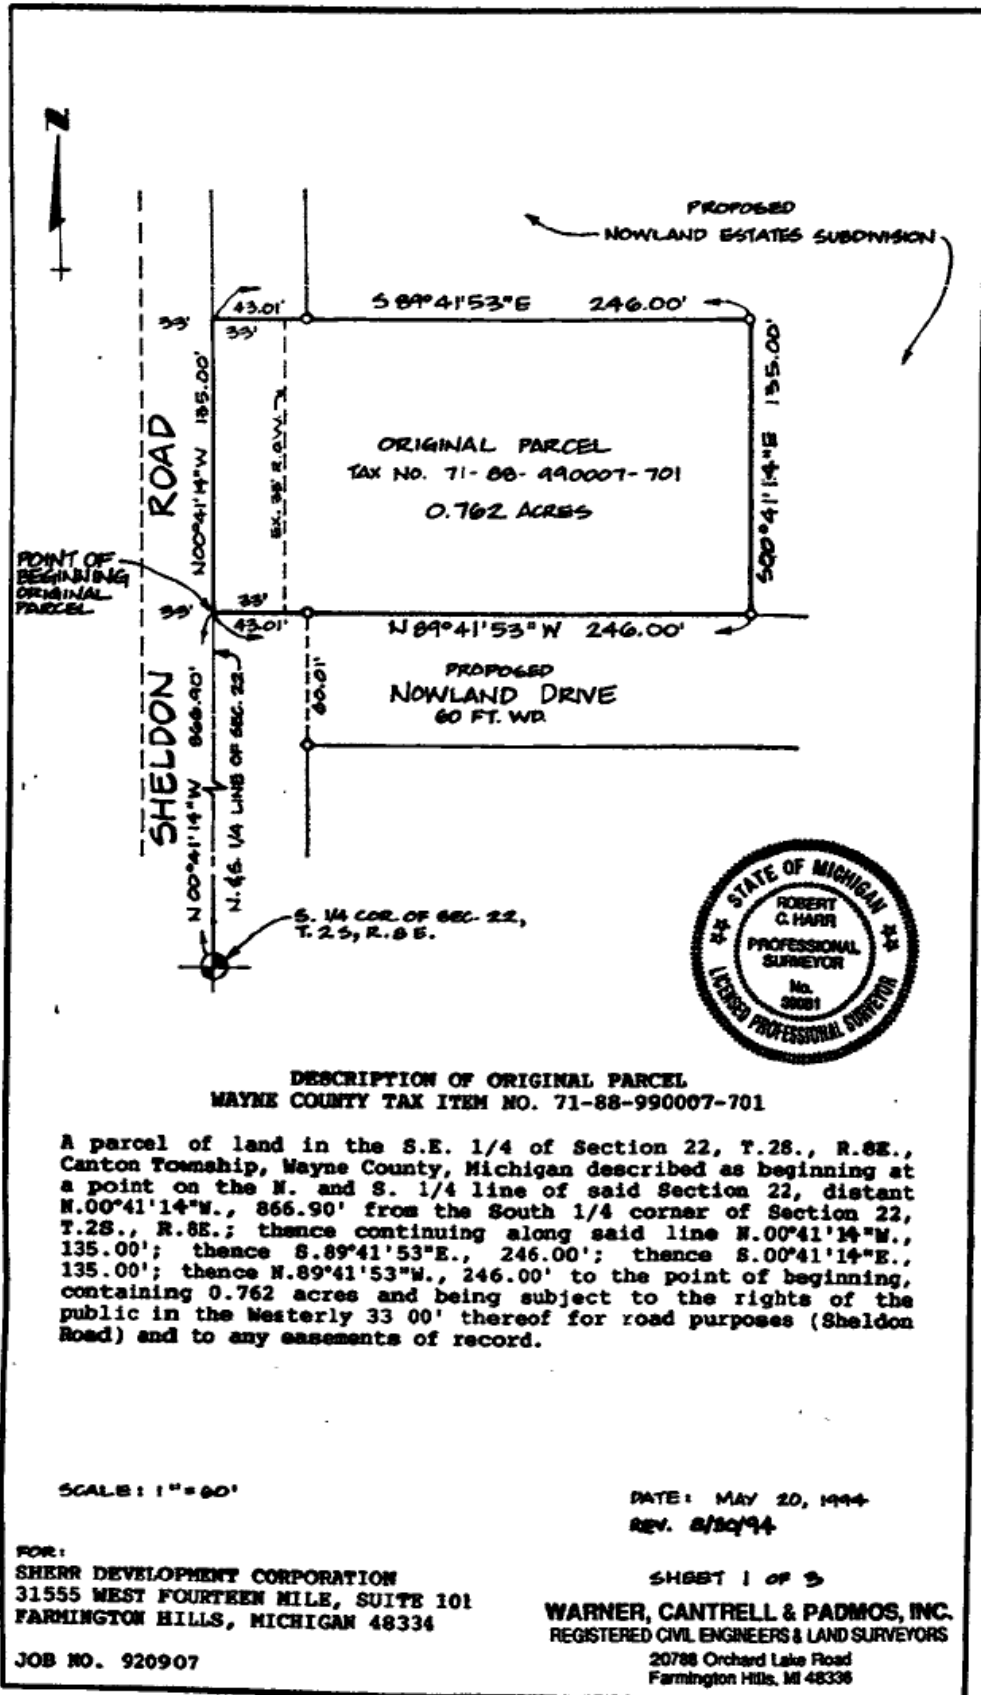 N
PROPOSED
NOWLAND ESTATES SUBDIVISION
33'
43.01'
33'
S 89°41'53"E 246.00'
N00°41'14"W 135.00'
EX. 33' R.O.W.
ORIGINAL PARCEL
TAX NO. 71-88-990007-701
0.762 ACRES
S00°41'14"E 135.00'
SHELDON ROAD
POINT OF
BEGINNING
ORIGINAL
PARCEL
33'
33'
43.01'
N 89°41'53"W 246.00'
60.01'
PROPOSED
NOWLAND DRIVE
60 FT. WD.
N 00°41'14"W 866.90'
N. & S. 1/4 LINE OF SEC. 22
S. 1/4 COR. OF SEC. 22,
T. 2 S, R. 8 E.
STATE OF MICHIGAN
ROBERT
C. HARR
PROFESSIONAL
SURVEYOR
No.
LICENSED PROFESSIONAL SURVEYOR
DESCRIPTION OF ORIGINAL PARCEL
WAYNE COUNTY TAX ITEM NO. 71-88-990007-701
A parcel of land in the S.E. 1/4 of Section 22, T.2S., R.8E.,
Canton Township, Wayne County, Michigan described as beginning at
a point on the N. and S. 1/4 line of said Section 22, distant
N.00°41'14"W., 866.90' from the South 1/4 corner of Section 22,
T.2S., R.8E.; thence continuing along said line N.00°41'14"W.,
135.00'; thence S.89°41'53"E., 246.00'; thence S.00°41'14"E.,
135.00'; thence N.89°41'53"W., 246.00' to the point of beginning,
containing 0.762 acres and being subject to the rights of the
public in the Westerly 33 00' thereof for road purposes (Sheldon
Road) and to any easements of record.
SCALE: 1"=60'
DATE: MAY 20, 1994
REV. 8/30/94
FOR:
SHERR DEVELOPMENT CORPORATION
31555 WEST FOURTEEN MILE, SUITE 101
FARMINGTON HILLS, MICHIGAN 48334
JOB NO. 920907
SHEET 1 OF 3
WARNER, CANTRELL & PADMOS, INC.
REGISTERED CIVIL ENGINEERS & LAND SURVEYORS
20788 Orchard Lake Road
Farmington Hills, MI 48336